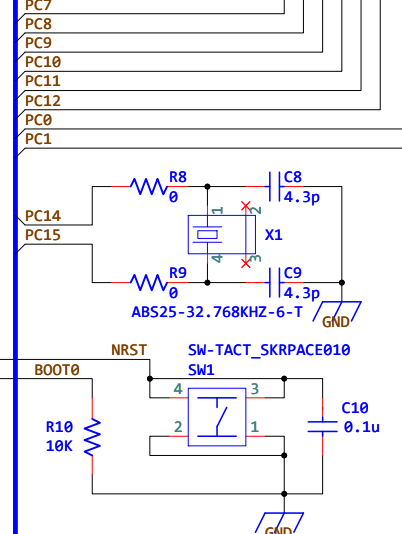 PC7
PC8
PC9
PC10
PC11
PC12
PC0
PC1
R8
0
C8
4.3p
1
2
PC14
X1
PC15
4
3
R9
0
C9
4.3p
ABS25-32.768KHZ-6-T
GND
NRST
SW-TACT_SKRPACE010
BOOT0
SW1
4
3
C10
0.1u
R10
10K
2
1
GND